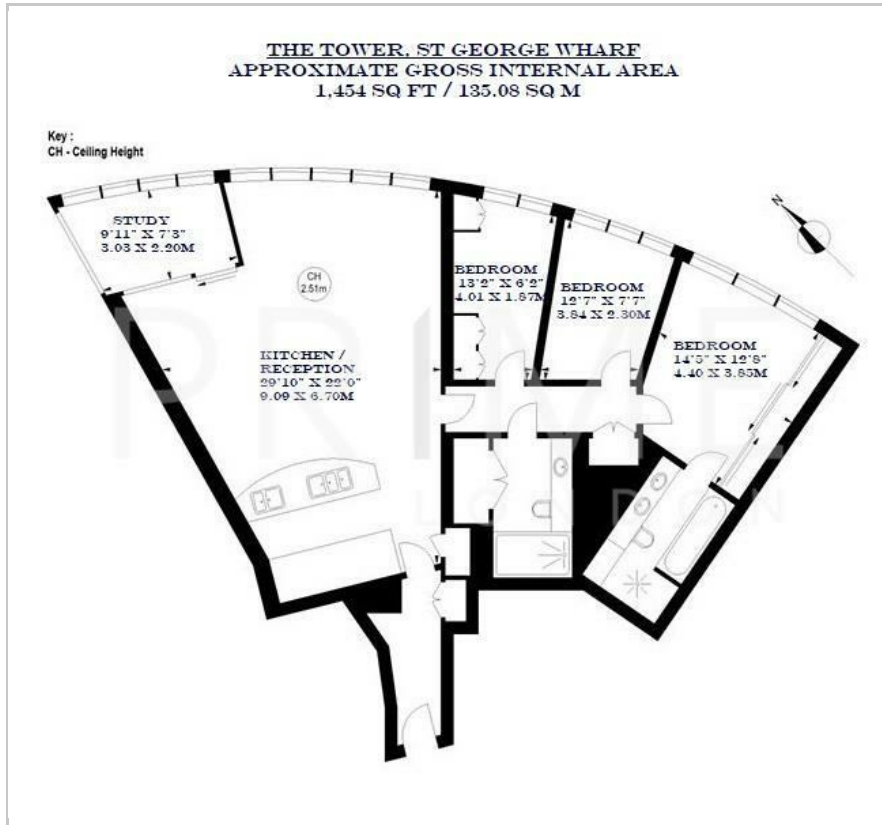 THE TOWER, ST GEORGE WHARF
APPROXIMATE GROSS INTERNAL AREA
1,454 SQ FT / 135.08 SQ M
Key :
CH - Ceiling Height
N
STUDY
9'11" X 7'3"
3.03 X 2.20M
CH
2.51m
KITCHEN /
RECEPTION
29'10" X 22'0"
9.09 X 6.70M
BEDROOM
13'2" X 6'2"
4.01 X 1.87M
BEDROOM
12'7" X 7'7"
3.84 X 2.30M
BEDROOM
14'5" X 12'8"
4.40 X 3.85M
PRIME
LONDON